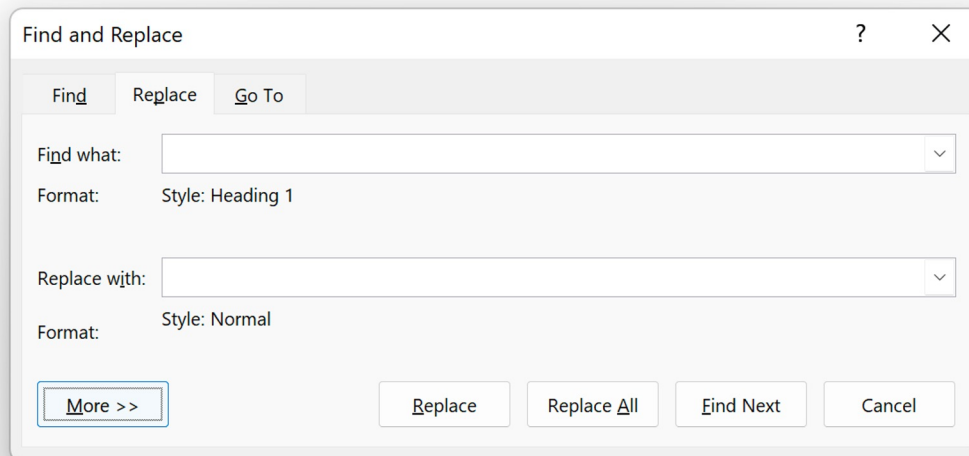 Find and Replace ?
Find Replace Go To
Find what:
Format: Style: Heading 1
Replace with:
Format: Style: Normal
More >> Replace Replace All Find Next Cancel